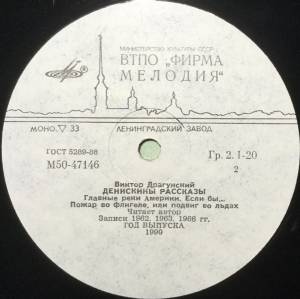 МИНИСТЕРСТВО КУЛЬТУРЫ СССР
ВТПО „ФИРМА
МЕЛОДИЯ"
МОНО ▽ 33
ЛЕНИНГРАДСКИЙ ЗАВОД
ГОСТ 5289-88
Гр. 2. 1-20
М50-47146
2
Виктор Драгунский
ДЕНИСКИНЫ РАССКАЗЫ
Главные реки Америки. Если бы...
Пожар во флигеле, или подвиг во льдах
Читает автор
Записи 1962, 1963, 1968 гг.
ГОД ВЫПУСКА
1990